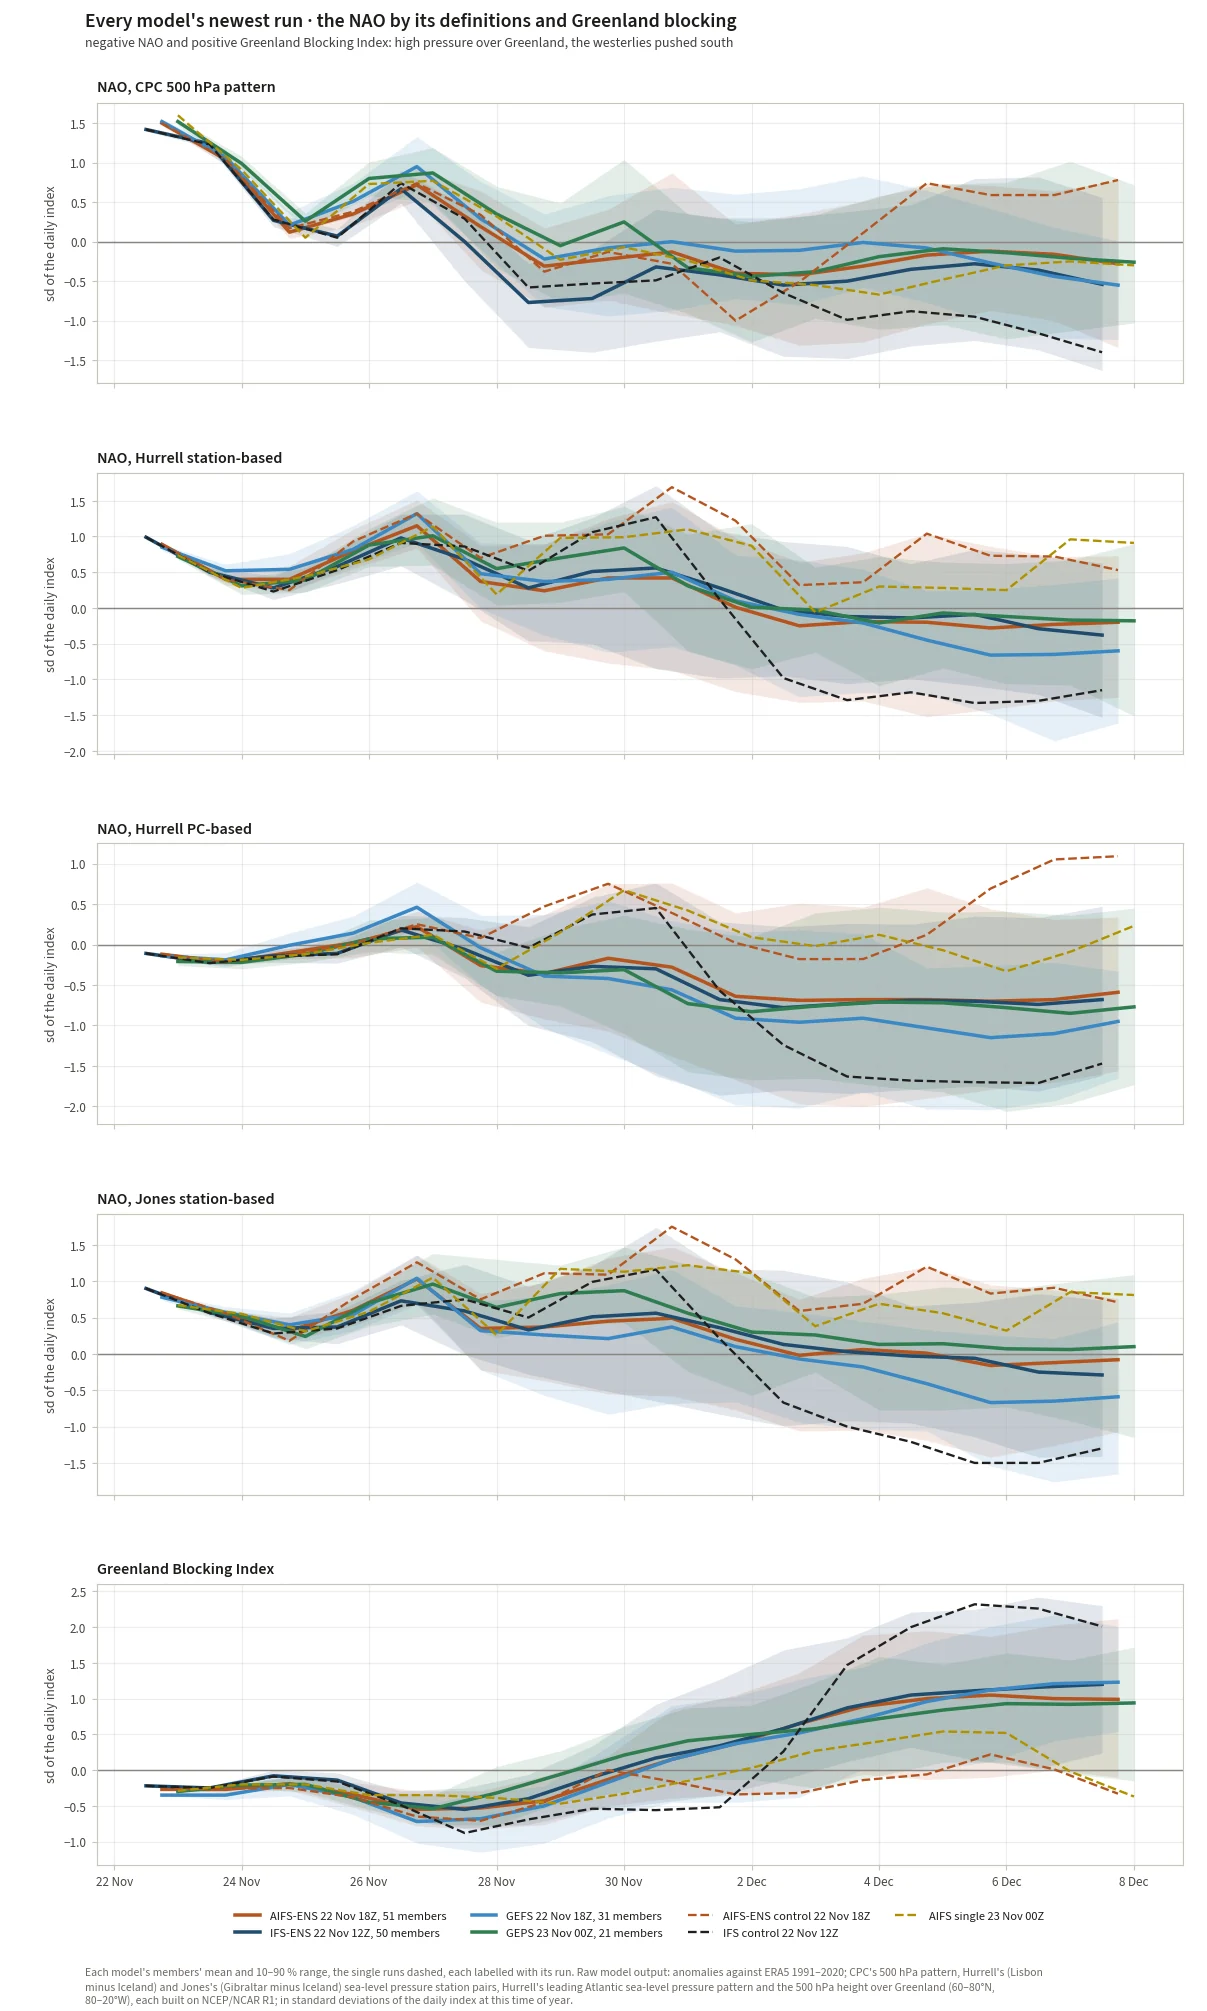 Every model's newest run · the NAO by its definitions and Greenland blocking
negative NAO and positive Greenland Blocking Index: high pressure over Greenland, the westerlies pushed south
NAO, CPC 500 hPa pattern
sd of the daily index
1.5
1.0
0.5
0.0
−0.5
−1.0
−1.5
NAO, Hurrell station-based
sd of the daily index
1.5
1.0
0.5
0.0
−0.5
−1.0
−1.5
−2.0
NAO, Hurrell PC-based
sd of the daily index
1.0
0.5
0.0
−0.5
−1.0
−1.5
−2.0
NAO, Jones station-based
sd of the daily index
1.5
1.0
0.5
0.0
−0.5
−1.0
−1.5
Greenland Blocking Index
sd of the daily index
2.5
2.0
1.5
1.0
0.5
0.0
−0.5
−1.0
22 Nov 24 Nov 26 Nov 28 Nov 30 Nov 2 Dec 4 Dec 6 Dec 8 Dec
AIFS-ENS 22 Nov 18Z, 51 members GEFS 22 Nov 18Z, 31 members AIFS-ENS control 22 Nov 18Z AIFS single 23 Nov 00Z
IFS-ENS 22 Nov 12Z, 50 members GEPS 23 Nov 00Z, 21 members IFS control 22 Nov 12Z
Each model's members' mean and 10–90 % range, the single runs dashed, each labelled with its run. Raw model output: anomalies against ERA5 1991–2020; CPC's 500 hPa pattern, Hurrell's (Lisbon
minus Iceland) and Jones's (Gibraltar minus Iceland) sea-level pressure station pairs, Hurrell's leading Atlantic sea-level pressure pattern and the 500 hPa height over Greenland (60–80°N,
80–20°W), each built on NCEP/NCAR R1; in standard deviations of the daily index at this time of year.